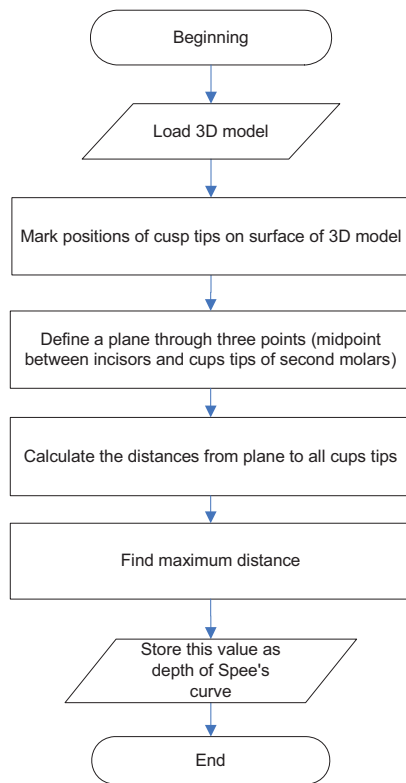 Beginning
Load 3D model
Mark positions of cusp tips on surface of 3D model
Define a plane through three points (midpoint
between incisors and cups tips of second molars)
Calculate the distances from plane to all cups tips
Find maximum distance
Store this value as
depth of Spee's
curve
End